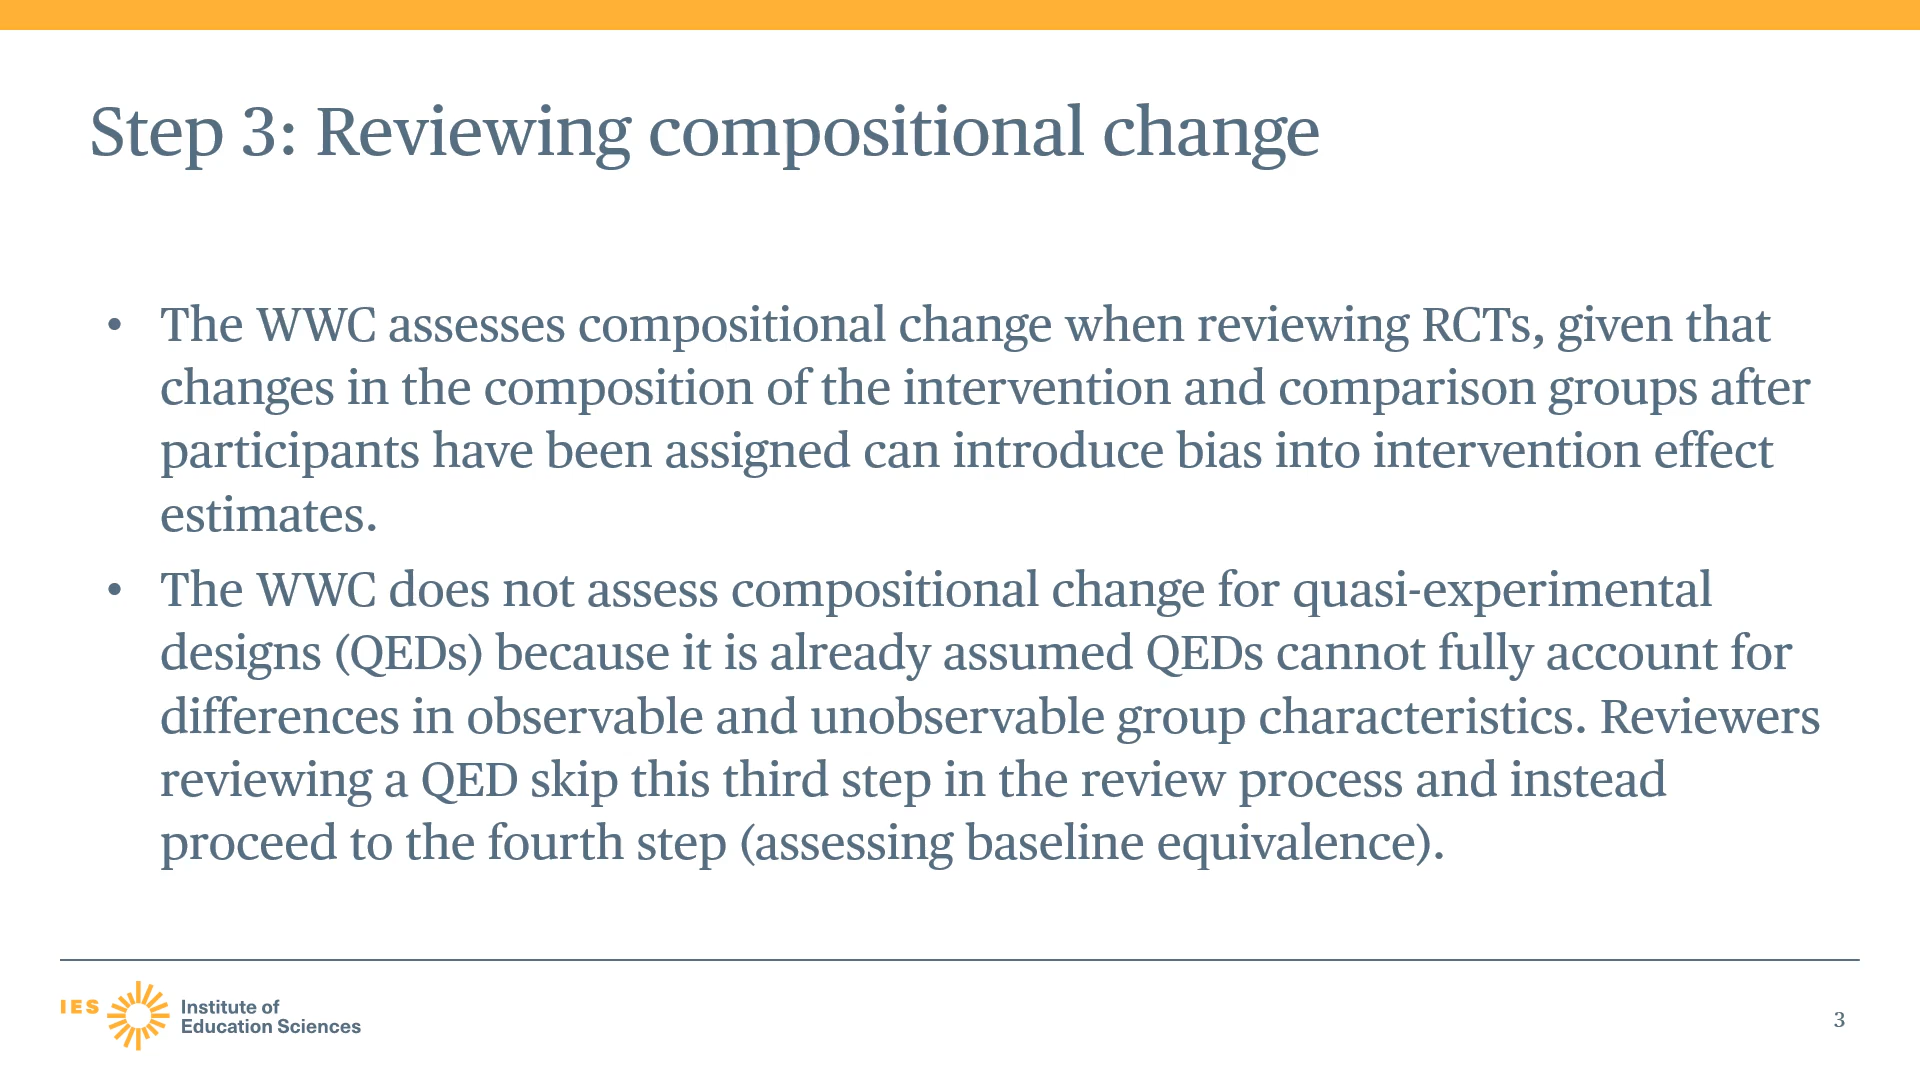 Step 3: Reviewing compositional change
• The WWC assesses compositional change when reviewing RCTs, given that
changes in the composition of the intervention and comparison groups after
participants have been assigned can introduce bias into intervention effect
estimates.
• The WWC does not assess compositional change for quasi-experimental
designs (QEDs) because it is already assumed QEDs cannot fully account for
differences in observable and unobservable group characteristics. Reviewers
reviewing a QED skip this third step in the review process and instead
proceed to the fourth step (assessing baseline equivalence).
IES
Institute of
Education Sciences
3